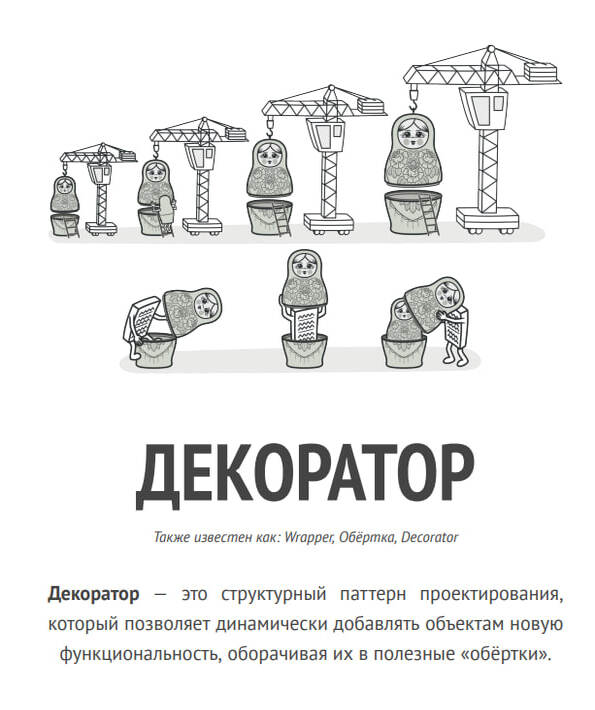 ДЕКОРАТОР
Также известен как: Wrapper, Обёртка, Decorator
Декоратор — это структурный паттерн проектирования,
который позволяет динамически добавлять объектам новую
функциональность, оборачивая их в полезные «обёртки».